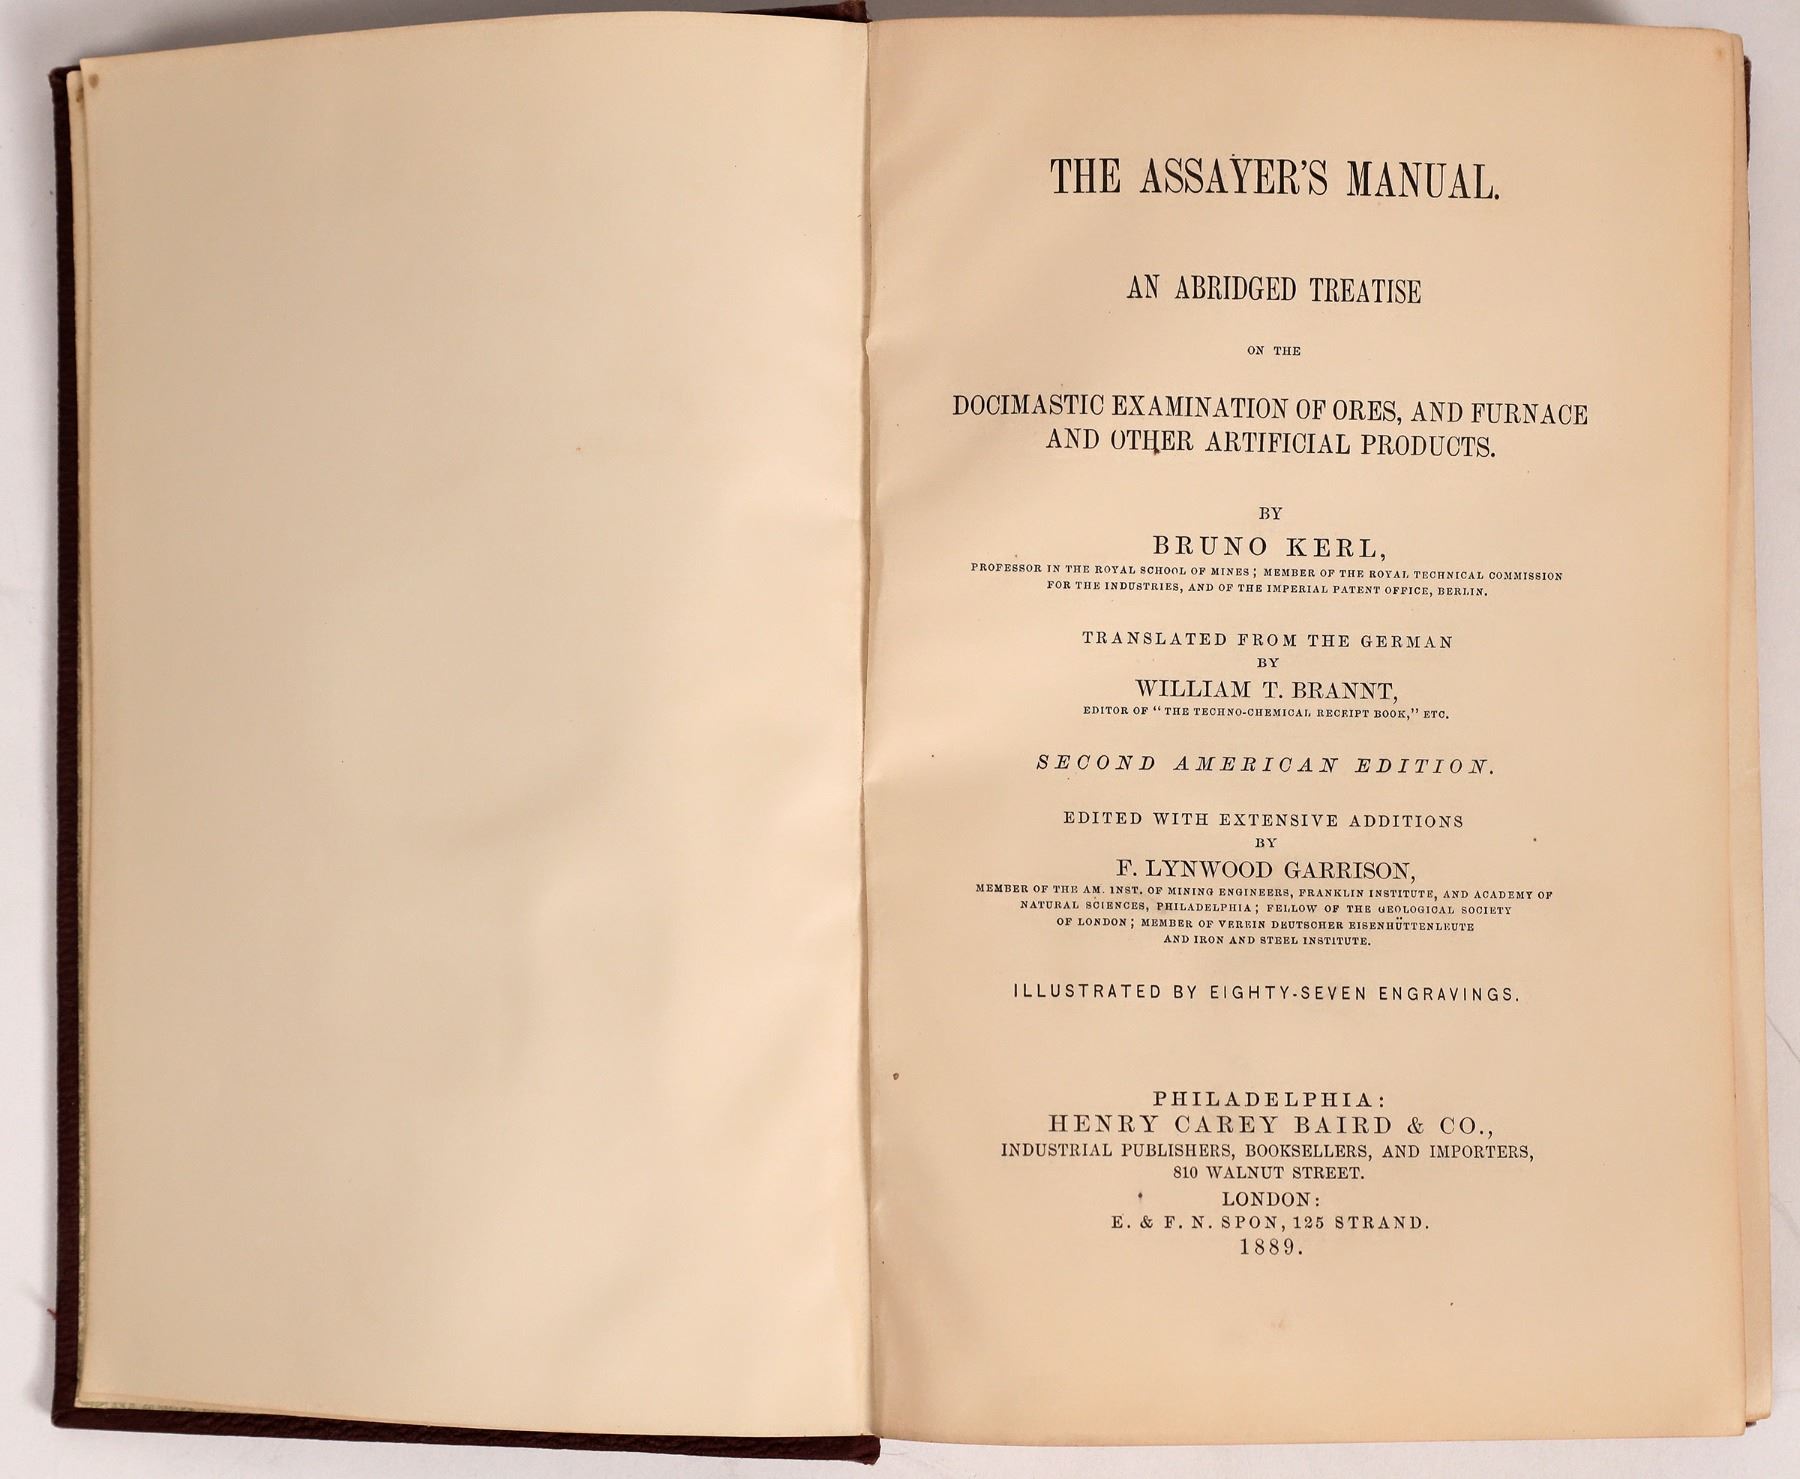 THE ASSAYER'S MANUAL.
AN ABRIDGED TREATISE
ON THE
DOCIMASTIC EXAMINATION OF ORES, AND FURNACE
AND OTHER ARTIFICIAL PRODUCTS.
BY
BRUNO KERL,
PROFESSOR IN THE ROYAL SCHOOL OF MINES; MEMBER OF THE ROYAL TECHNICAL COMMISSION
FOR THE INDUSTRIES, AND OF THE IMPERIAL PATENT OFFICE, BERLIN.
TRANSLATED FROM THE GERMAN
BY
WILLIAM T. BRANNT,
EDITOR OF "THE TECHNO-CHEMICAL RECEIPT BOOK," ETC.
SECOND AMERICAN EDITION.
EDITED WITH EXTENSIVE ADDITIONS
BY
F. LYNWOOD GARRISON,
MEMBER OF THE AM. INST. OF MINING ENGINEERS, FRANKLIN INSTITUTE, AND ACADEMY OF
NATURAL SCIENCES, PHILADELPHIA; FELLOW OF THE GEOLOGICAL SOCIETY
OF LONDON; MEMBER OF VEREIN DEUTSCHER EISENHÜTTENLEUTE
AND IRON AND STEEL INSTITUTE.
ILLUSTRATED BY EIGHTY-SEVEN ENGRAVINGS.
PHILADELPHIA:
HENRY CAREY BAIRD & CO.,
INDUSTRIAL PUBLISHERS, BOOKSELLERS, AND IMPORTERS,
810 WALNUT STREET.
LONDON:
E. & F. N. SPON, 125 STRAND.
1889.